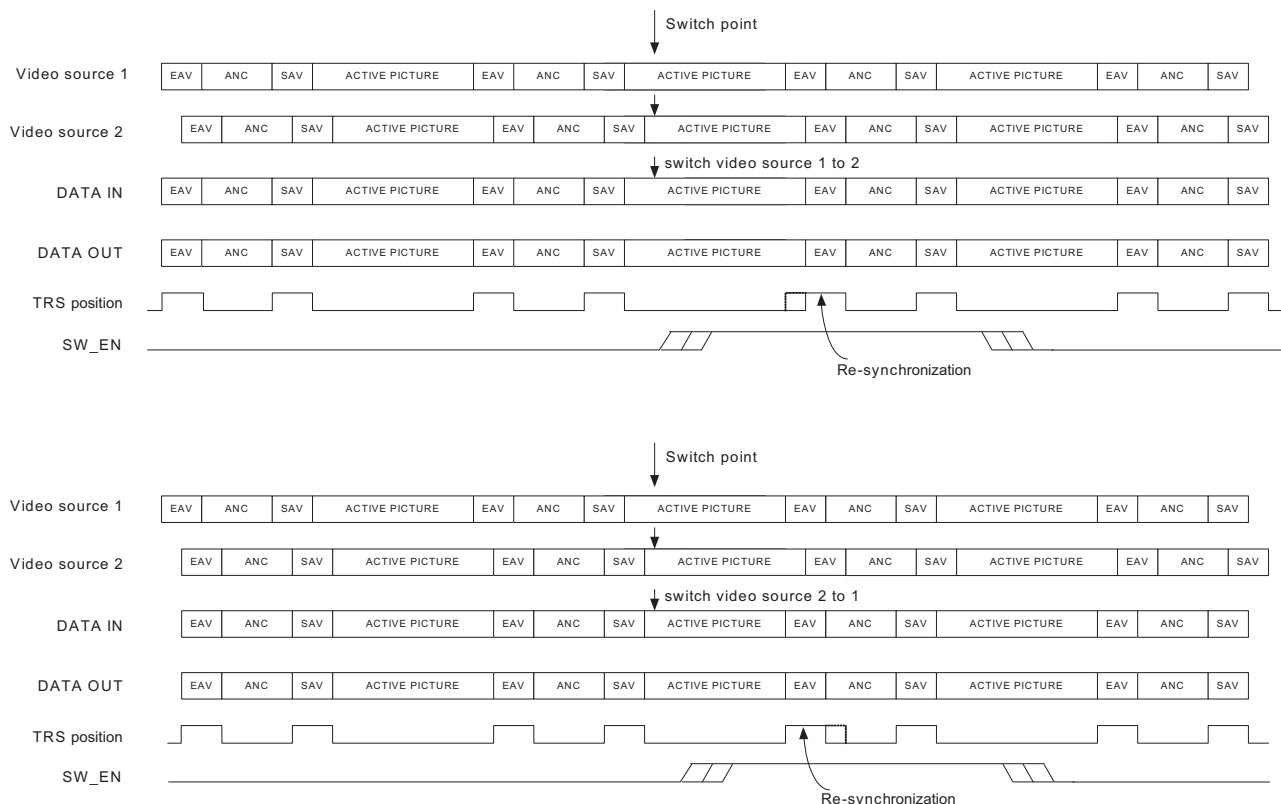 Switch point
Video source 1 EAV ANC SAV ACTIVE PICTURE EAV ANC SAV ACTIVE PICTURE EAV ANC SAV ACTIVE PICTURE EAV ANC SAV
Video source 2 EAV ANC SAV ACTIVE PICTURE EAV ANC SAV ACTIVE PICTURE EAV ANC SAV ACTIVE PICTURE EAV ANC SAV
switch video source 1 to 2
DATA IN EAV ANC SAV ACTIVE PICTURE EAV ANC SAV ACTIVE PICTURE EAV ANC SAV ACTIVE PICTURE EAV ANC SAV
DATA OUT EAV ANC SAV ACTIVE PICTURE EAV ANC SAV ACTIVE PICTURE EAV ANC SAV ACTIVE PICTURE EAV ANC SAV
TRS position
SW_EN
Re-synchronization
Switch point
Video source 1 EAV ANC SAV ACTIVE PICTURE EAV ANC SAV ACTIVE PICTURE EAV ANC SAV ACTIVE PICTURE EAV ANC SAV
Video source 2 EAV ANC SAV ACTIVE PICTURE EAV ANC SAV ACTIVE PICTURE EAV ANC SAV ACTIVE PICTURE EAV ANC SAV
switch video source 2 to 1
DATA IN EAV ANC SAV ACTIVE PICTURE EAV ANC SAV ACTIVE PICTURE EAV ANC SAV ACTIVE PICTURE EAV ANC SAV
DATA OUT EAV ANC SAV ACTIVE PICTURE EAV ANC SAV ACTIVE PICTURE EAV ANC SAV ACTIVE PICTURE EAV ANC SAV
TRS position
SW_EN
Re-synchronization